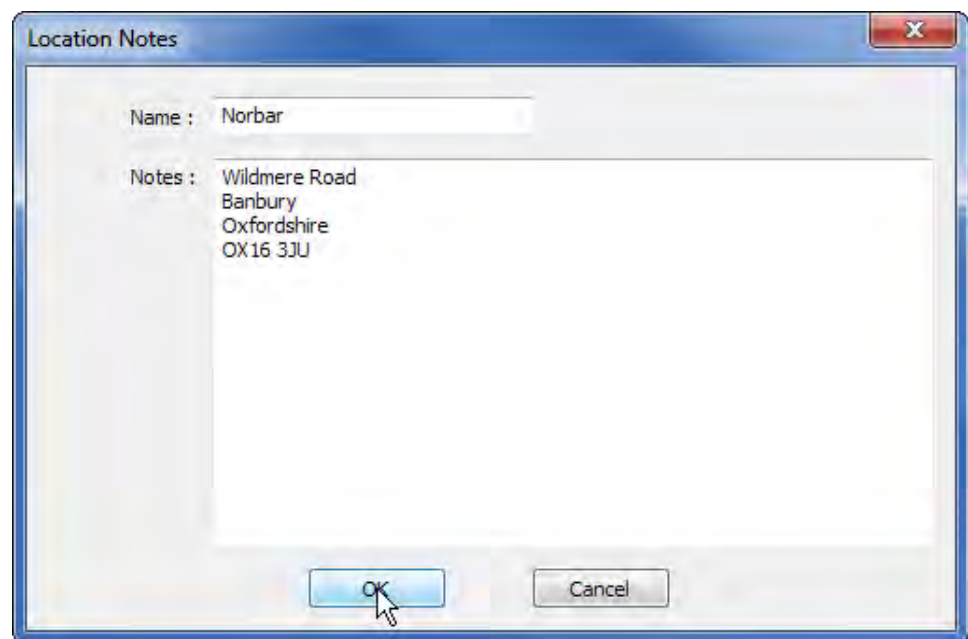 Location Notes
Name : Norbar
Notes : Wildmere Road
Banbury
Oxfordshire
OX16 3JU
OK Cancel